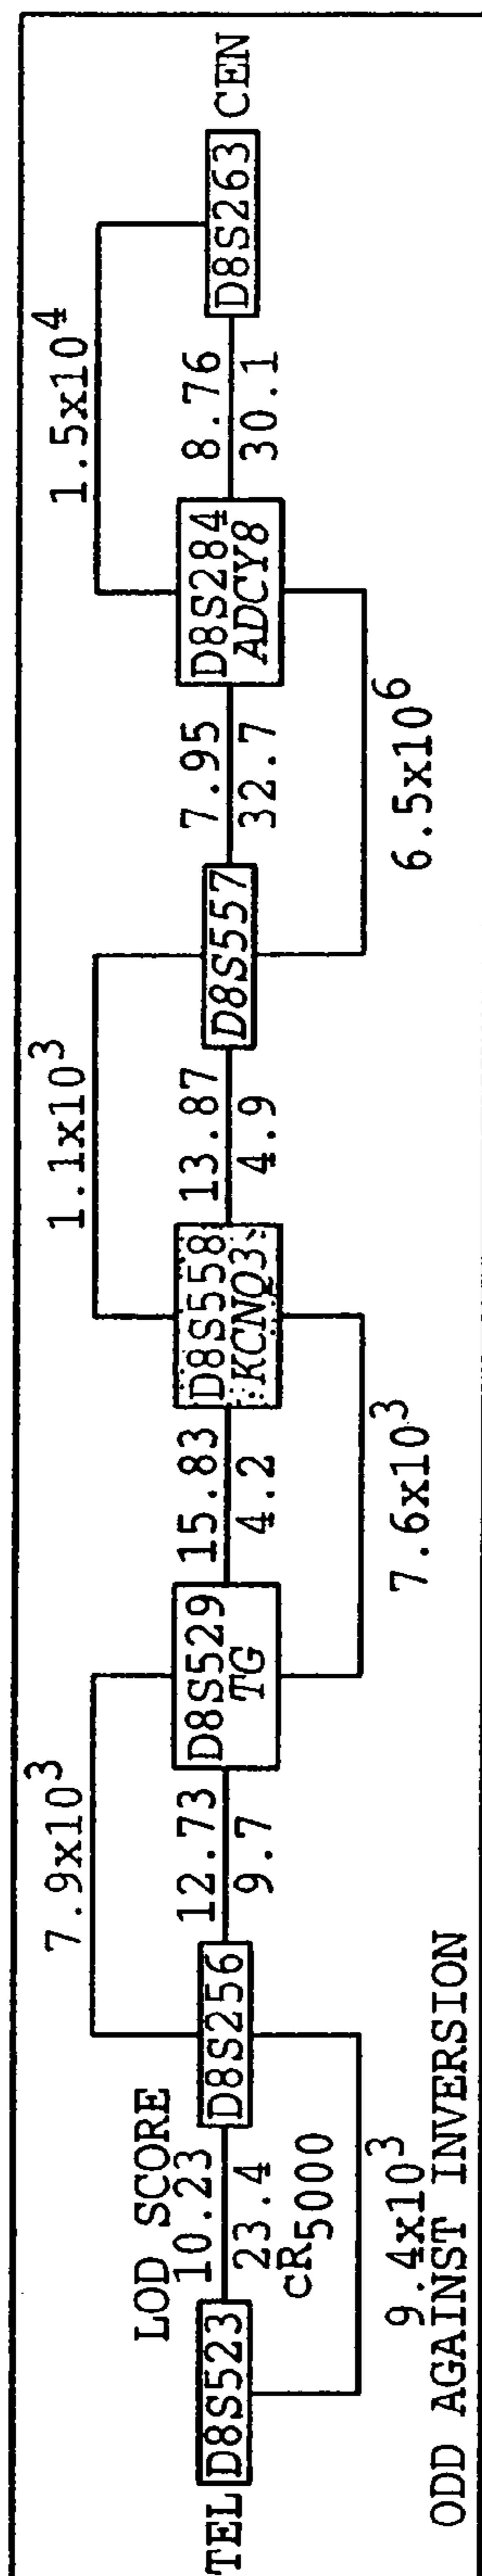 7.9x10³
1.1x10³
1.5x10⁴
LOD SCORE
10.23
12.73
15.83
13.87
7.95
8.76
TEL
D8S523
D8S256
D8S529
TG
D8S558
KCNQ3
D8S557
D8S284
ADCY8
D8S263
CEN
23.4
9.7
4.2
4.9
32.7
30.1
cR5000
9.4x10³
7.6x10³
6.5x10⁶
ODD AGAINST INVERSION